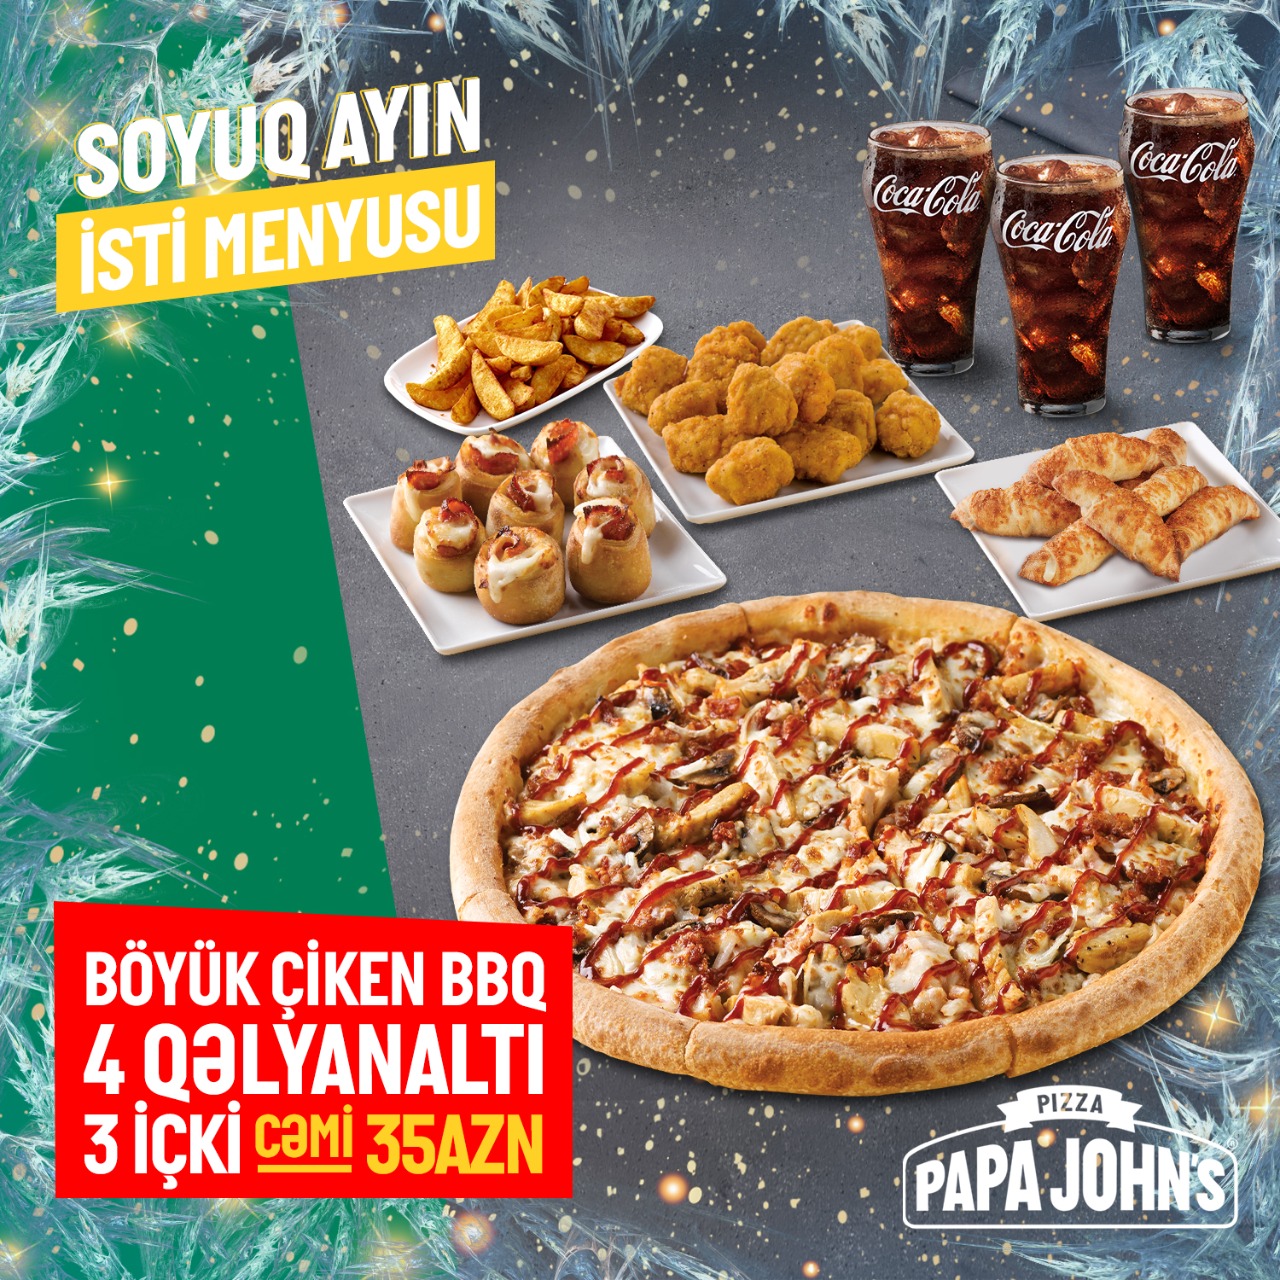 SOYUQ AYIN
İSTİ MENYUSU
Coca-Cola
Coca-Cola
Coca-Cola
BÖYÜK ÇİKEN BBQ
4 QƏLYANALTI
3 İÇKİ CƏMİ 35AZN
PIZZA
PAPA JOHN'S